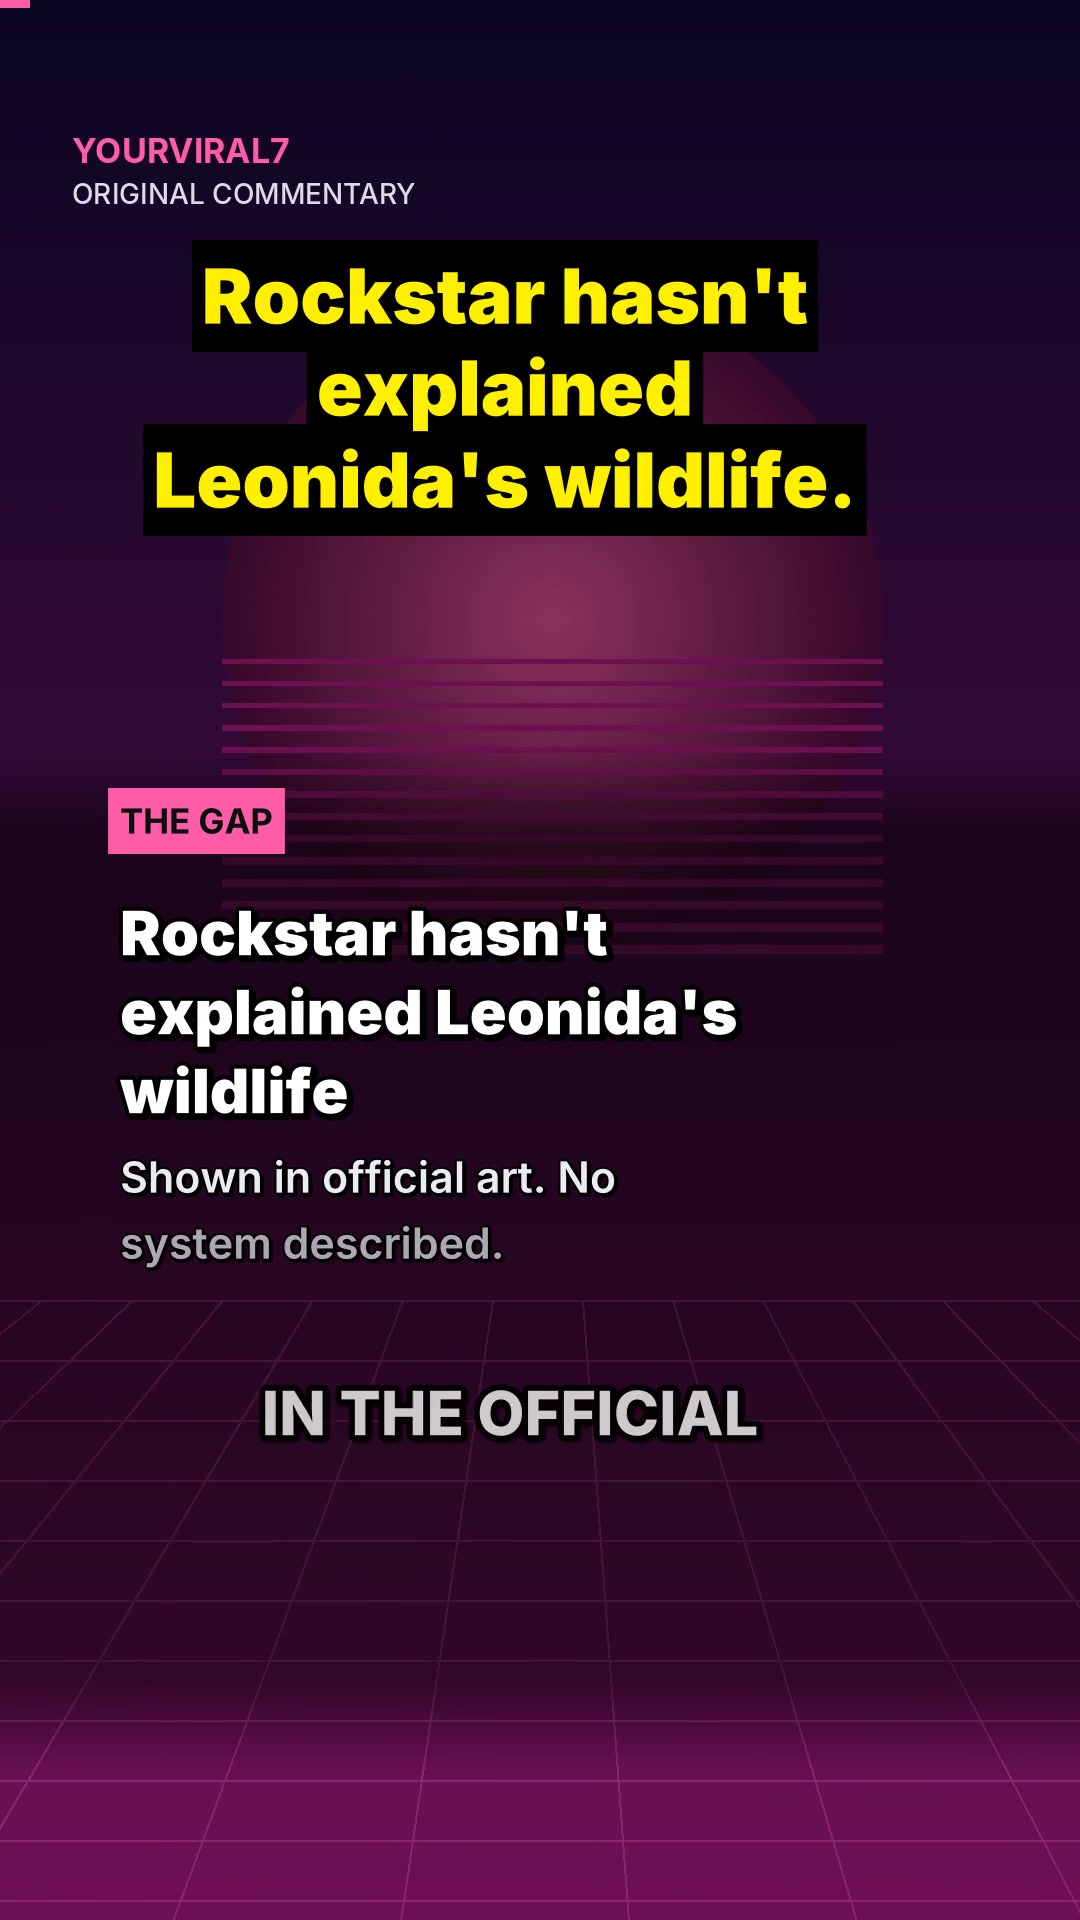 YOURVIRAL7
ORIGINAL COMMENTARY
Rockstar hasn't
explained
Leonida's wildlife.
THE GAP
Rockstar hasn't
explained Leonida's
wildlife
Shown in official art. No
system described.
IN THE OFFICIAL